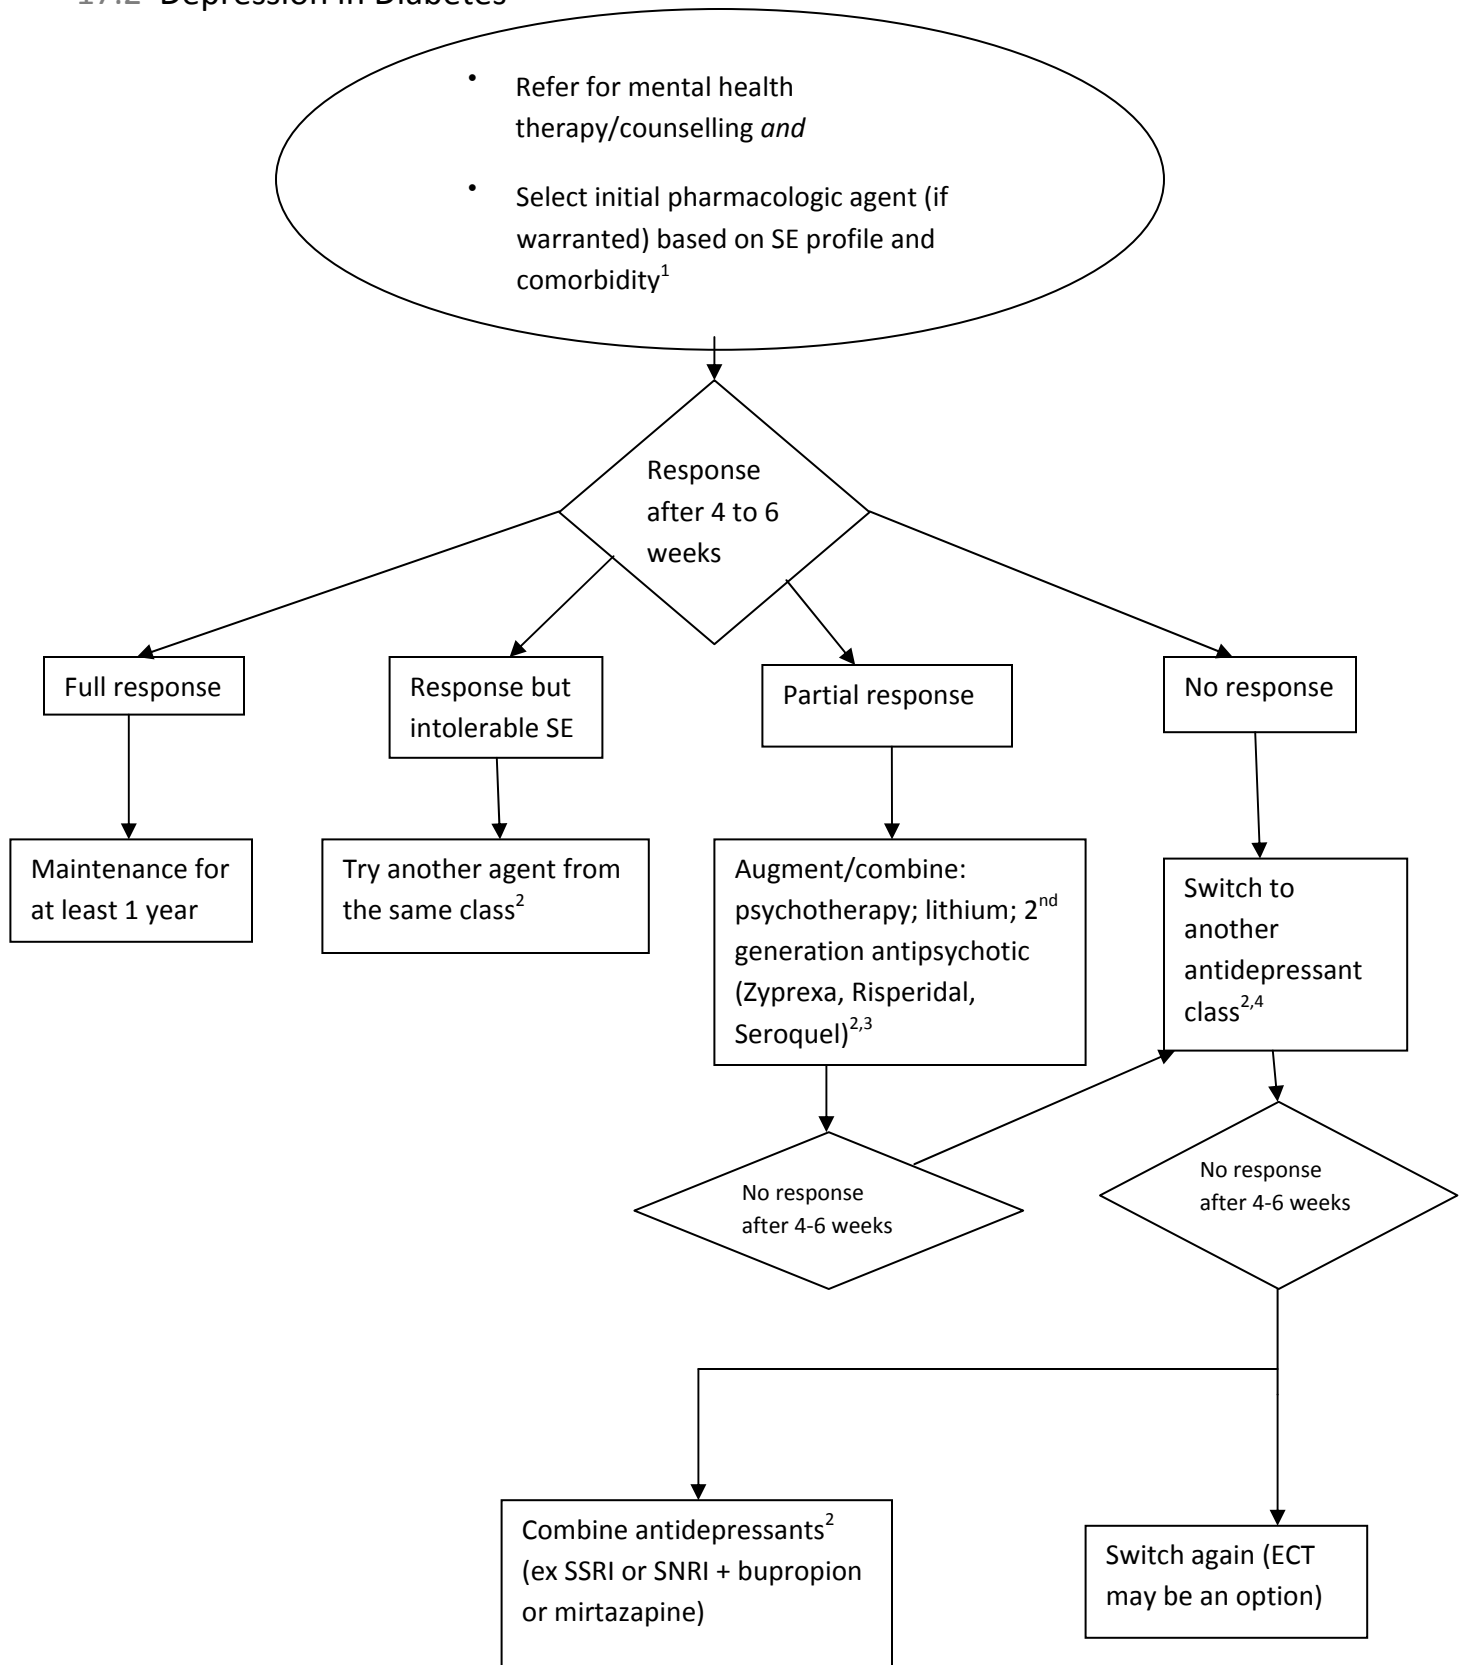 17.2 Depression in Diabetes
• Refer for mental health
therapy/counselling and
• Select initial pharmacologic agent (if
warranted) based on SE profile and
comorbidity1
Response
after 4 to 6
weeks
Full response
Response but
intolerable SE
Partial response
No response
Maintenance for
at least 1 year
Try another agent from
the same class2
Augment/combine:
psychotherapy; lithium; 2nd
generation antipsychotic
(Zyprexa, Risperidal,
Seroquel)2,3
Switch to
another
antidepressant
class2,4
No response
after 4-6 weeks
No response
after 4-6 weeks
Combine antidepressants2
(ex SSRI or SNRI + bupropion
or mirtazapine)
Switch again (ECT
may be an option)